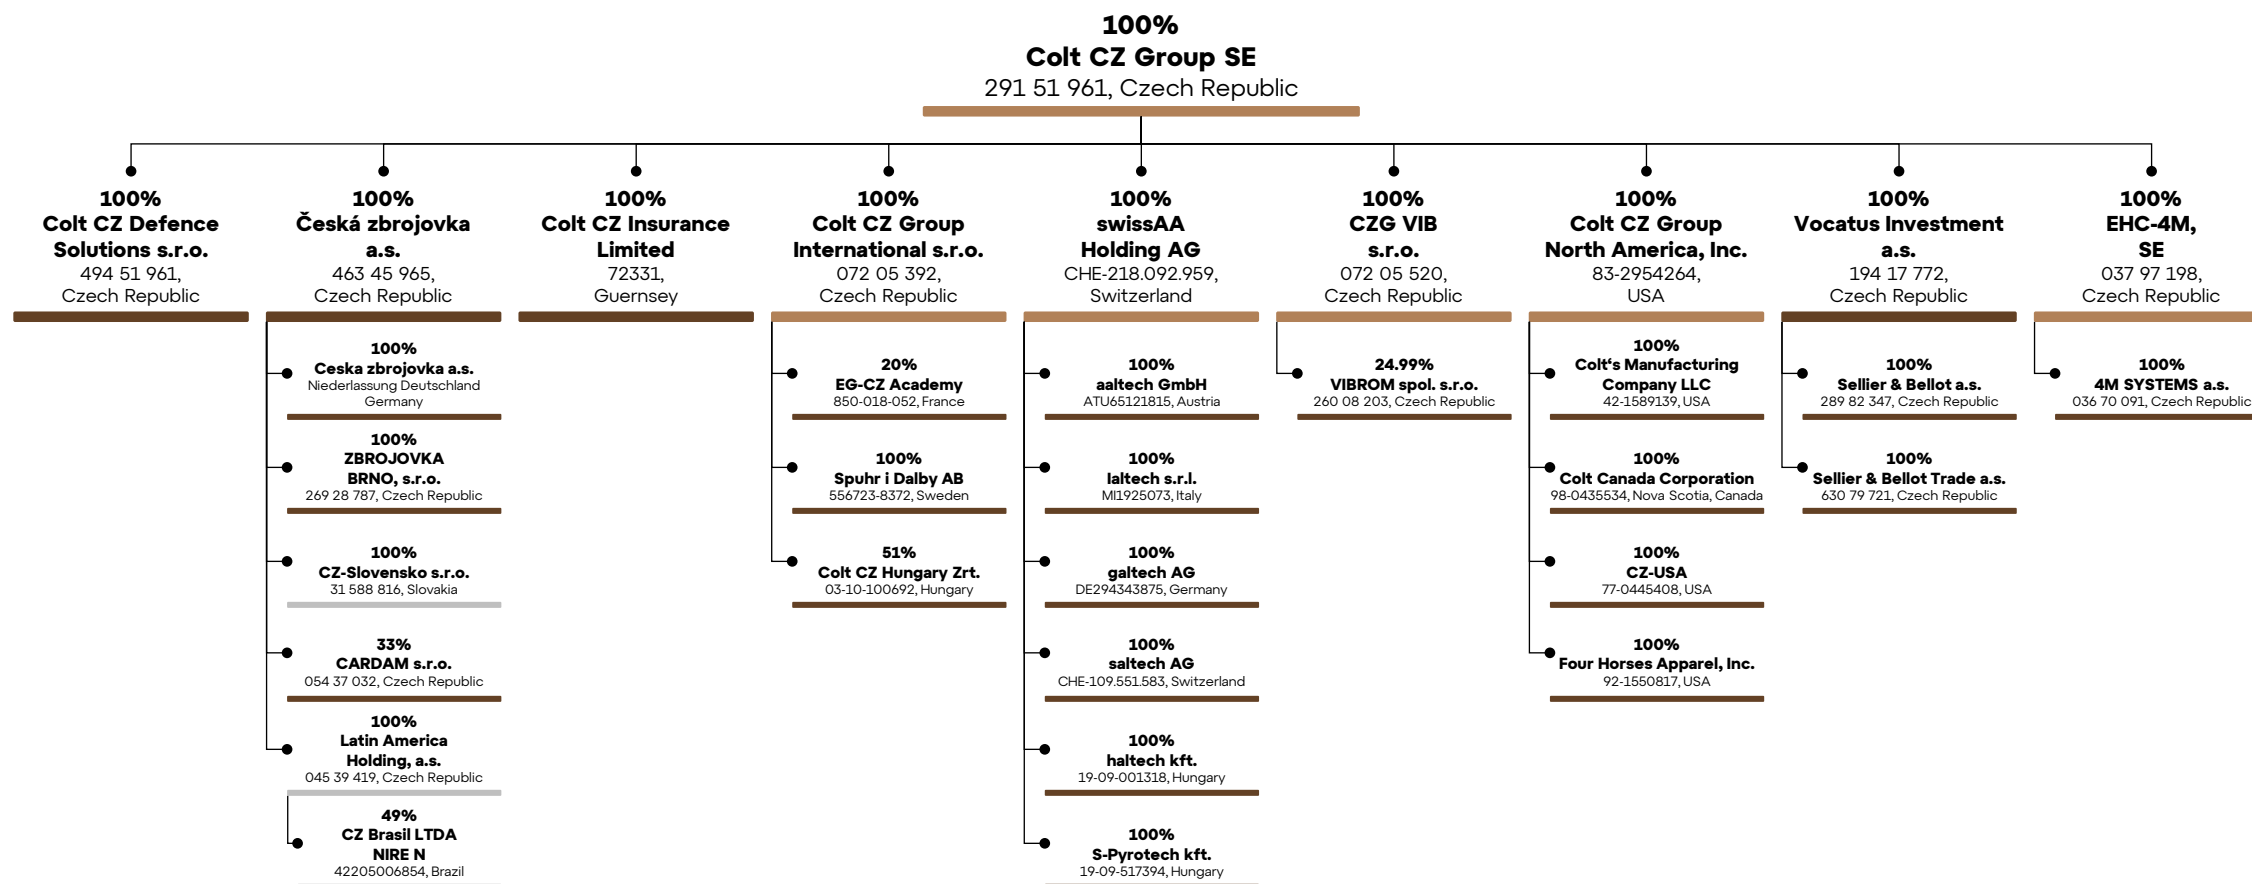 100%
Colt CZ Group SE
291 51 961, Czech Republic
100%
Colt CZ Defence
Solutions s.r.o.
494 51 961,
Czech Republic
100%
Česká zbrojovka
a.s.
463 45 965,
Czech Republic
100%
Ceska zbrojovka a.s.
Niederlassung Deutschland
Germany
100%
ZBROJOVKA
BRNO, s.r.o.
269 28 787, Czech Republic
100%
CZ-Slovensko s.r.o.
31 588 816, Slovakia
33%
CARDAM s.r.o.
054 37 032, Czech Republic
100%
Latin America
Holding, a.s.
045 39 419, Czech Republic
49%
CZ Brasil LTDA
NIRE N
42205006854, Brazil
100%
Colt CZ Insurance
Limited
72331,
Guernsey
100%
Colt CZ Group
International s.r.o.
072 05 392,
Czech Republic
20%
EG-CZ Academy
850-018-052, France
100%
Spuhr i Dalby AB
556723-8372, Sweden
51%
Colt CZ Hungary Zrt.
03-10-100692, Hungary
100%
swissAA
Holding AG
CHE-218.092.959,
Switzerland
100%
aaltech GmbH
ATU65121815, Austria
100%
Ialtech s.r.l.
MI1925073, Italy
100%
galtech AG
DE294343875, Germany
100%
saltech AG
CHE-109.551.583, Switzerland
100%
haltech kft.
19-09-001318, Hungary
100%
S-Pyrotech kft.
19-09-517394, Hungary
100%
CZG VIB
s.r.o.
072 05 520,
Czech Republic
24.99%
VIBROM spol. s.r.o.
260 08 203, Czech Republic
100%
Colt CZ Group
North America, Inc.
83-2954264,
USA
100%
Colt‘s Manufacturing
Company LLC
42-1589139, USA
100%
Colt Canada Corporation
98-0435534, Nova Scotia, Canada
100%
CZ-USA
77-0445408, USA
100%
Four Horses Apparel, Inc.
92-1550817, USA
100%
Vocatus Investment
a.s.
194 17 772,
Czech Republic
100%
Sellier & Bellot a.s.
289 82 347, Czech Republic
100%
Sellier & Bellot Trade a.s.
630 79 721, Czech Republic
100%
EHC-4M,
SE
037 97 198,
Czech Republic
100%
4M SYSTEMS a.s.
036 70 091, Czech Republic